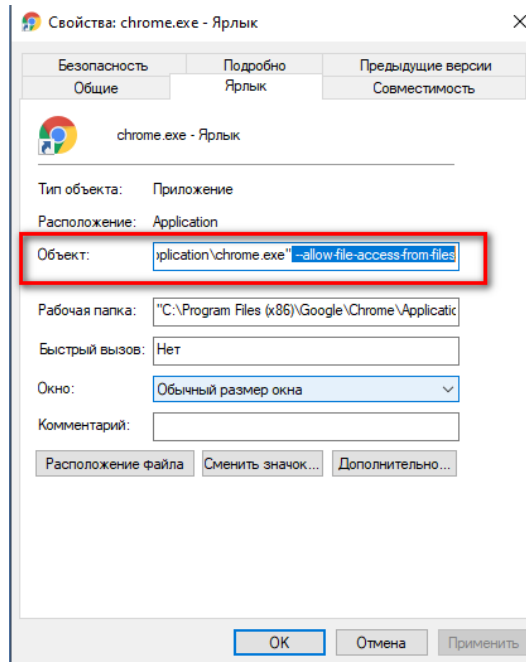 Свойства: chrome.exe - Ярлык
Безопасность Подробно Предыдущие версии
Общие Ярлык Совместимость
chrome.exe - Ярлык
Тип объекта: Приложение
Расположение: Application
Объект: plication\chrome.exe" --allow-file-access-from-files
Рабочая папка: "C:\Program Files (x86)\Google\Chrome\Applicatic
Быстрый вызов: Нет
Окно: Обычный размер окна
Комментарий:
Расположение файла Сменить значок... Дополнительно...
OK Отмена Применить